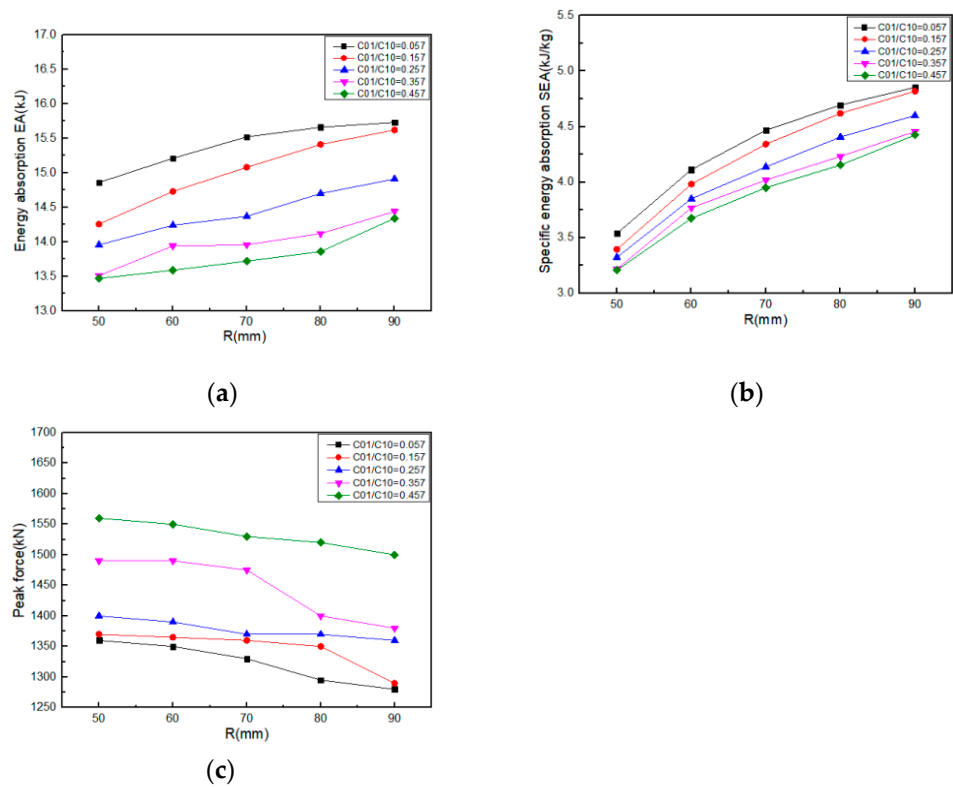 17.0
16.5
16.0
15.5
15.0
14.5
14.0
13.5
13.0
Energy absorption EA(kJ)
C01/C10=0.057
C01/C10=0.157
C01/C10=0.257
C01/C10=0.357
C01/C10=0.457
50 60 70 80 90
R(mm)
(a)
5.5
5.0
4.5
4.0
3.5
3.0
Specific energy absorption SEA(kJ/kg)
C01/C10=0.057
C01/C10=0.157
C01/C10=0.257
C01/C10=0.357
C01/C10=0.457
50 60 70 80 90
R(mm)
(b)
1700
1650
1600
1550
1500
1450
1400
1350
1300
1250
Peak force(kN)
C01/C10=0.057
C01/C10=0.157
C01/C10=0.257
C01/C10=0.357
C01/C10=0.457
50 60 70 80 90
R(mm)
(c)